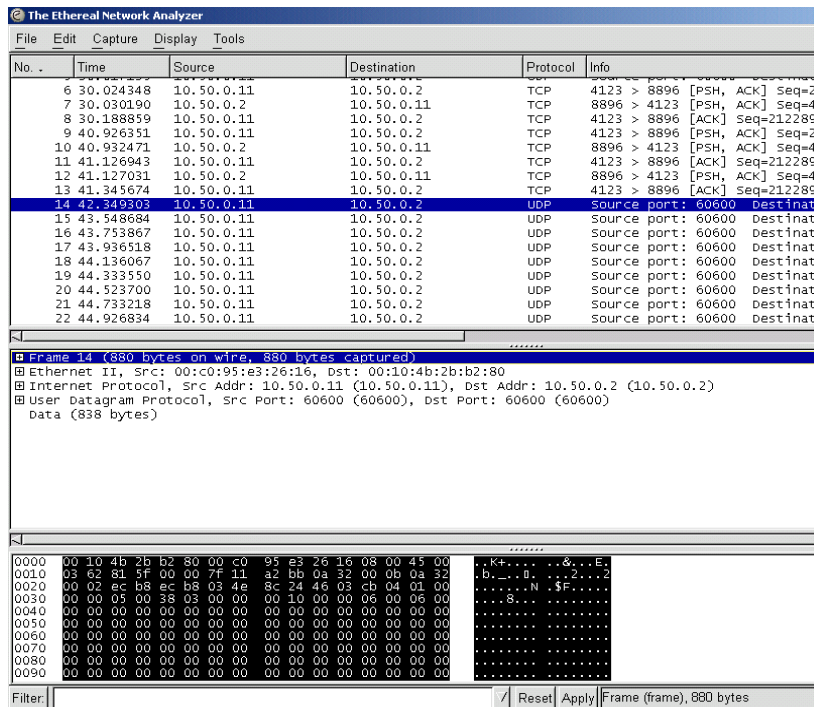 The Ethereal Network Analyzer
File Edit Capture Display Tools
No. . Time Source Destination Protocol Info
6 30.024348 10.50.0.11 10.50.0.2 TCP 4123 > 8896 [PSH, ACK] Seq=2
7 30.030190 10.50.0.2 10.50.0.11 TCP 8896 > 4123 [PSH, ACK] Seq=4
8 30.188859 10.50.0.11 10.50.0.2 TCP 4123 > 8896 [ACK] Seq=212289
9 40.926351 10.50.0.11 10.50.0.2 TCP 4123 > 8896 [PSH, ACK] Seq=2
10 40.932471 10.50.0.2 10.50.0.11 TCP 8896 > 4123 [PSH, ACK] Seq=4
11 41.126943 10.50.0.11 10.50.0.2 TCP 4123 > 8896 [ACK] Seq=212289
12 41.127031 10.50.0.2 10.50.0.11 TCP 8896 > 4123 [PSH, ACK] Seq=4
13 41.345674 10.50.0.11 10.50.0.2 TCP 4123 > 8896 [ACK] Seq=212289
14 42.349303 10.50.0.11 10.50.0.2 UDP Source port: 60600 Destinat
15 43.548684 10.50.0.11 10.50.0.2 UDP Source port: 60600 Destinat
16 43.753867 10.50.0.11 10.50.0.2 UDP Source port: 60600 Destinat
17 43.936518 10.50.0.11 10.50.0.2 UDP Source port: 60600 Destinat
18 44.136067 10.50.0.11 10.50.0.2 UDP Source port: 60600 Destinat
19 44.333550 10.50.0.11 10.50.0.2 UDP Source port: 60600 Destinat
20 44.523700 10.50.0.11 10.50.0.2 UDP Source port: 60600 Destinat
21 44.733218 10.50.0.11 10.50.0.2 UDP Source port: 60600 Destinat
22 44.926834 10.50.0.11 10.50.0.2 UDP Source port: 60600 Destinat
Frame 14 (880 bytes on wire, 880 bytes captured)
Ethernet II, Src: 00:c0:95:e3:26:16, Dst: 00:10:4b:2b:b2:80
Internet Protocol, Src Addr: 10.50.0.11 (10.50.0.11), Dst Addr: 10.50.0.2 (10.50.0.2)
User Datagram Protocol, Src Port: 60600 (60600), Dst Port: 60600 (60600)
Data (838 bytes)
0000 00 10 4b 2b b2 80 00 c0 95 e3 26 16 08 00 45 00 ..K+.... ..&...E.
0010 03 62 81 5f 00 00 7f 11 a2 bb 0a 32 00 0b 0a 32 .b._..▯. ...2...2
0020 00 02 ec b8 ec b8 03 4e 8c 24 46 03 cb 04 01 00 .......N .$F.....
0030 00 00 05 00 38 03 00 00 00 10 00 00 06 00 06 00 ....8... ........
0040 00 00 00 00 00 00 00 00 00 00 00 00 00 00 00 00 ........ ........
0050 00 00 00 00 00 00 00 00 00 00 00 00 00 00 00 00 ........ ........
0060 00 00 00 00 00 00 00 00 00 00 00 00 00 00 00 00 ........ ........
0070 00 00 00 00 00 00 00 00 00 00 00 00 00 00 00 00 ........ ........
0080 00 00 00 00 00 00 00 00 00 00 00 00 00 00 00 00 ........ ........
0090 00 00 00 00 00 00 00 00 00 00 00 00 00 00 00 00 ........ ........
Filter: / Reset Apply Frame (frame), 880 bytes